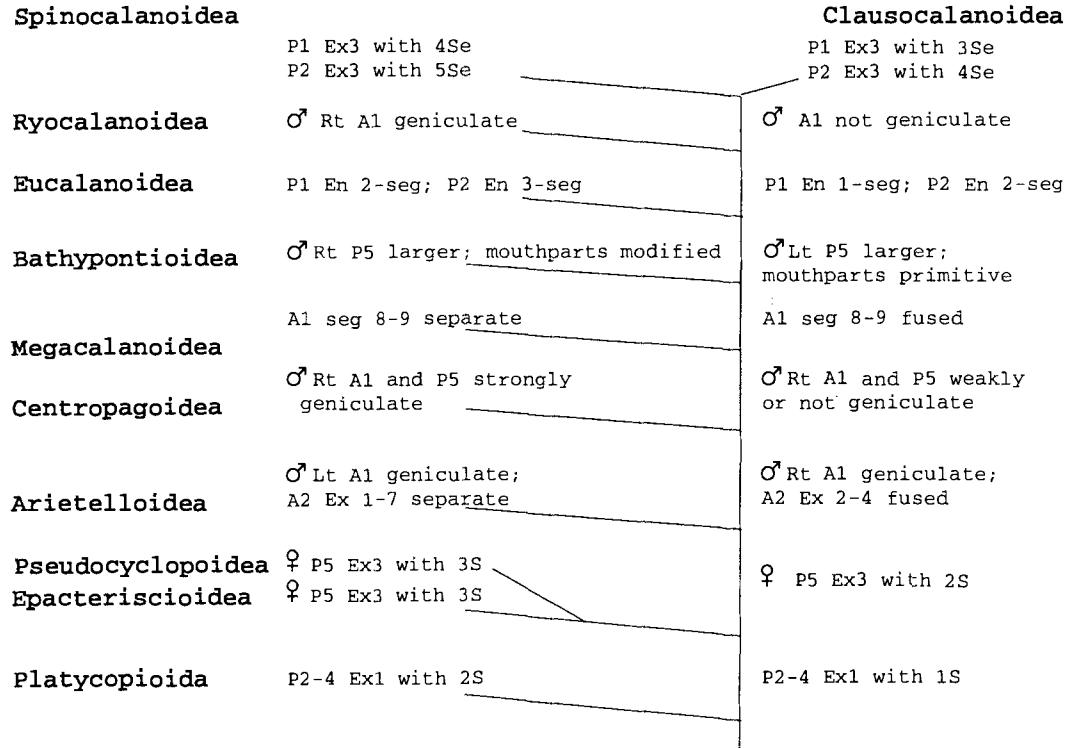 Spinocalanoidea Clausocalanoidea
P1 Ex3 with 4Se P1 Ex3 with 3Se
P2 Ex3 with 5Se P2 Ex3 with 4Se
Ryocalanoidea ♂ Rt A1 geniculate ♂ A1 not geniculate
Eucalanoidea P1 En 2-seg; P2 En 3-seg P1 En 1-seg; P2 En 2-seg
Bathypontioidea ♂ Rt P5 larger; mouthparts modified ♂ Lt P5 larger;
mouthparts primitive
A1 seg 8-9 separate A1 seg 8-9 fused
Megacalanoidea
♂ Rt A1 and P5 strongly ♂ Rt A1 and P5 weakly
Centropagoidea geniculate or not geniculate
♂ Lt A1 geniculate; ♂ Rt A1 geniculate;
Arietelloidea A2 Ex 1-7 separate A2 Ex 2-4 fused
Pseudocyclopoidea ♀ P5 Ex3 with 3S ♀ P5 Ex3 with 2S
Epacteriscioidea ♀ P5 Ex3 with 3S
Platycopioida P2-4 Ex1 with 2S P2-4 Ex1 with 1S